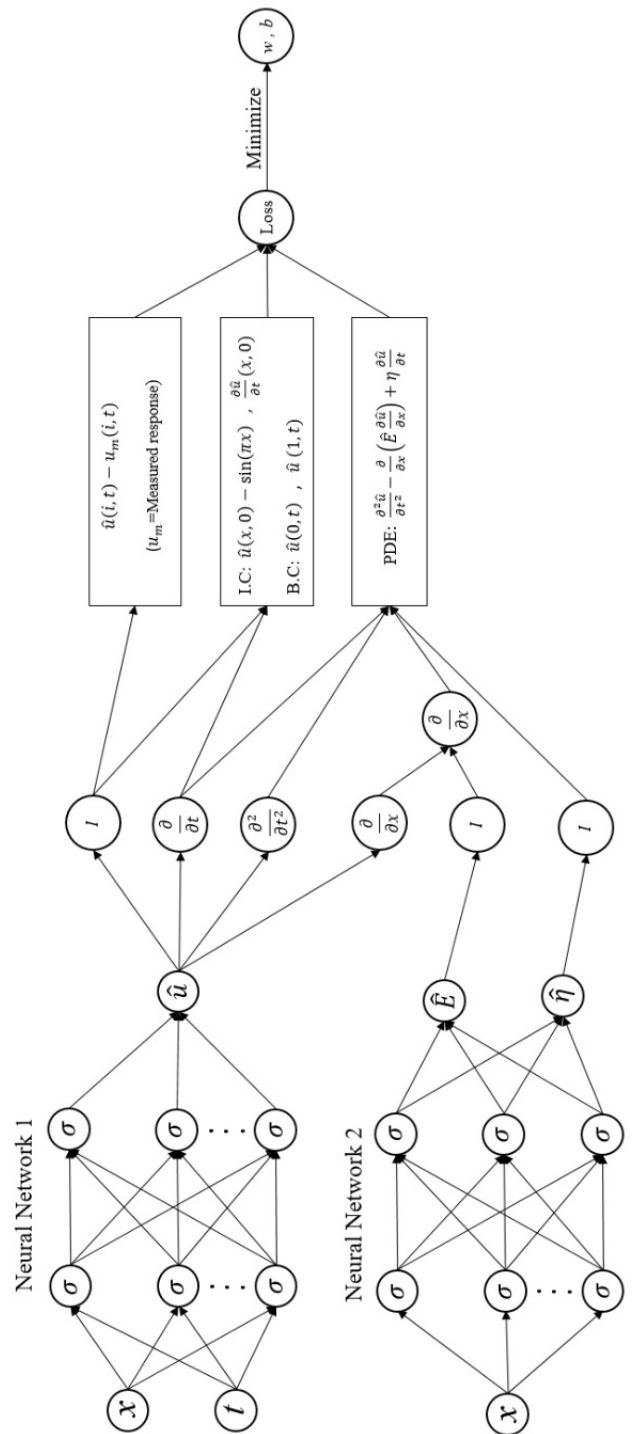 Neural Network 1
x
t
σ
σ
. . .
σ
σ
σ
. . .
σ
û
I
∂/∂t
∂²/∂t²
∂/∂x
û(i, t) − u_m(i, t)
(u_m=Measured response)
I.C: û(x, 0) − sin(πx) , ∂û/∂t (x, 0)
B.C: û(0, t) , û (1, t)
PDE: ∂²û/∂t² − ∂/∂x (Ê ∂û/∂x) + η ∂û/∂t
Loss
Minimize
w , b
Neural Network 2
x
σ
σ
. . .
σ
σ
σ
σ
Ê
η̂
I
I
∂/∂x